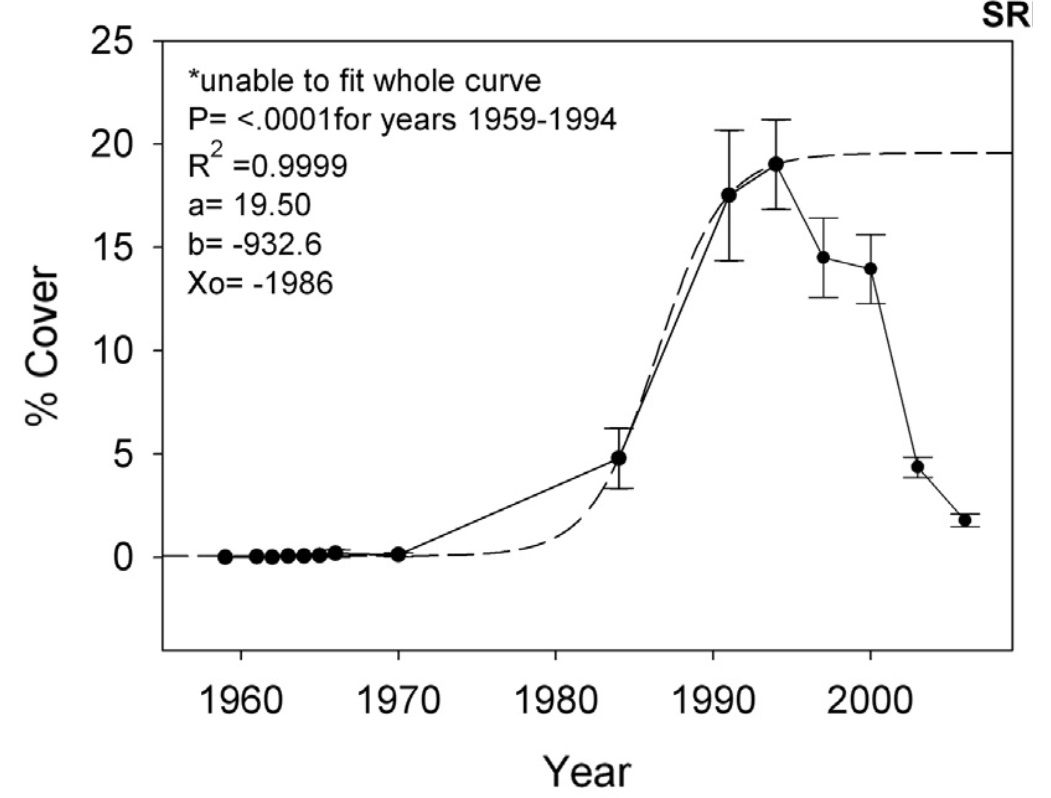 SR
25
*unable to fit whole curve
P= <.0001for years 1959-1994
20
R² =0.9999
a= 19.50
15
b= -932.6
Xo= -1986
% Cover
10
5
0
1960 1970 1980 1990 2000
Year